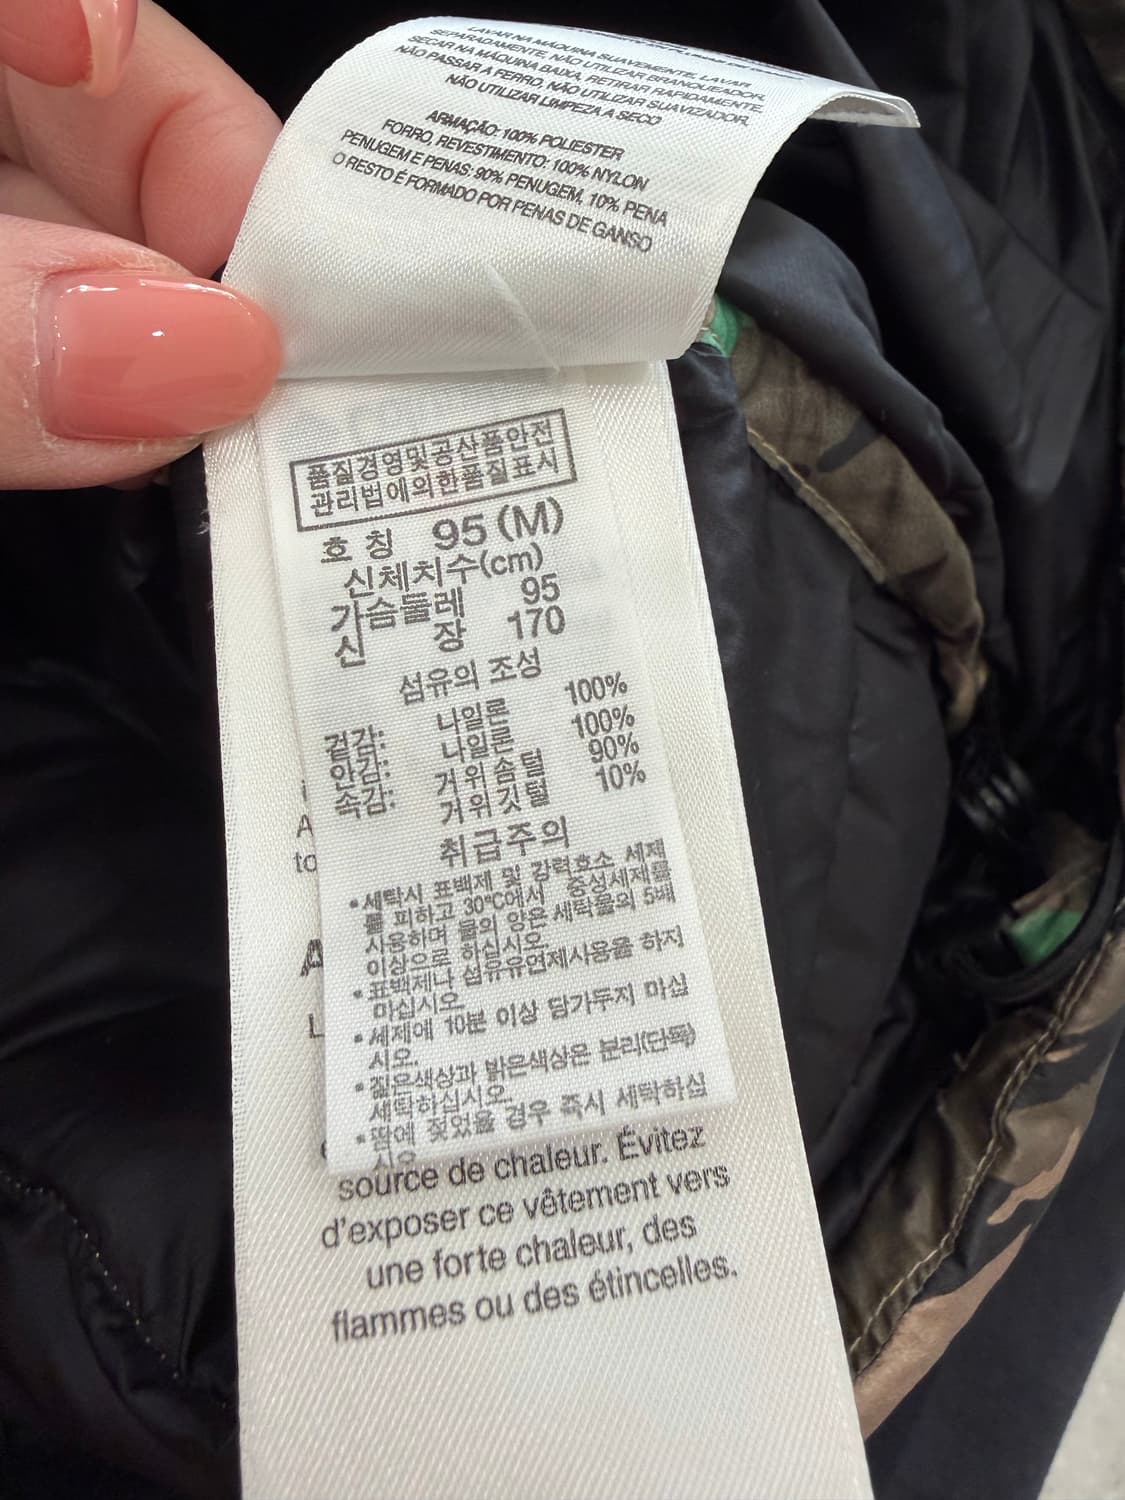 LAVAR NA MAQUINA SUAVEMENTE, LAVAR
SEPARADAMENTE, NÃO UTILIZAR BRANQUEADOR,
SECAR NA MÁQUINA BAIXA, RETIRAR RAPIDAMENTE,
NÃO PASSAR A FERRO, NÃO UTILIZAR SUAVIZADOR,
NÃO UTILIZAR LIMPEZA A SECO
ARMAÇÃO: 100% POLIESTER
FORRO, REVESTIMENTO: 100% NYLON
PENUGEM E PENAS: 90% PENUGEM, 10% PENA
O RESTO É FORMADO POR PENAS DE GANSO
품질경영및공산품안전
관리법에의한품질표시
호 칭 95 (M)
신체치수(cm)
가슴둘레 95
신 장 170
섬유의 조성
겉감: 나일론 100%
안감: 나일론 100%
속감: 거위솜털 90%
거위깃털 10%
취급주의
•세탁시 표백제 및 강력효소 세제
를 피하고 30℃에서 중성세제를
사용하며 물의 양은 세탁물의 5배
이상으로 하십시오.
•표백제나 섬유유연제사용을 하지
마십시오.
•세제에 10분 이상 담가두지 마십
시오.
•짙은색상과 밝은색상은 분리(단독)
세탁하십시오.
•땀에 젖었을 경우 즉시 세탁하십
시오.
to
source de chaleur. Évitez
d'exposer ce vêtement vers
une forte chaleur, des
flammes ou des étincelles.